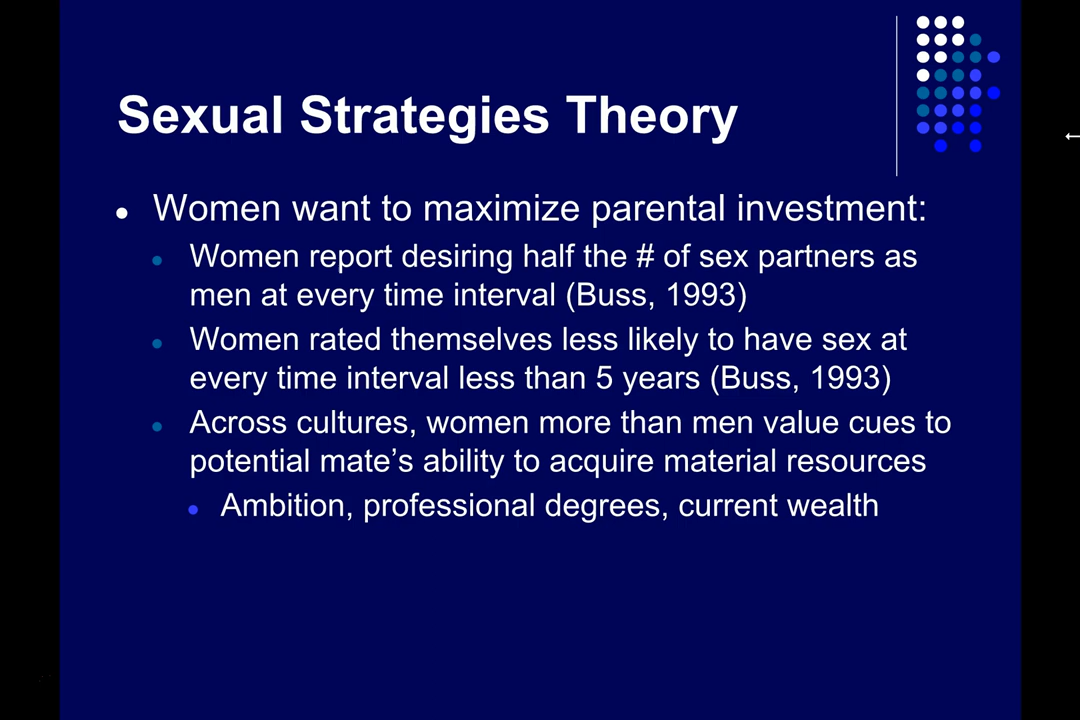 Sexual Strategies Theory
Women want to maximize parental investment:
Women report desiring half the # of sex partners as
men at every time interval (Buss, 1993)
Women rated themselves less likely to have sex at
every time interval less than 5 years (Buss, 1993)
Across cultures, women more than men value cues to
potential mate’s ability to acquire material resources
Ambition, professional degrees, current wealth